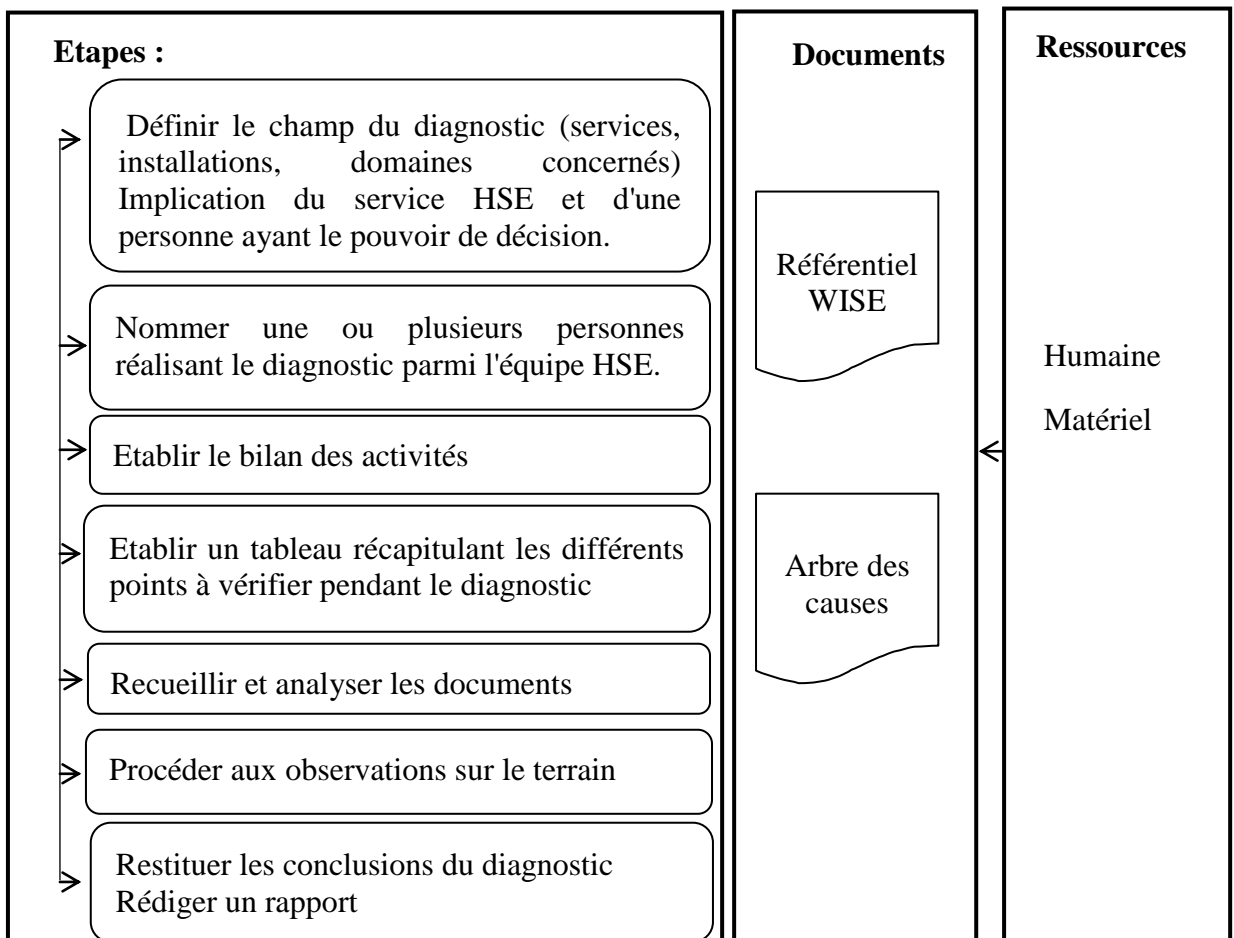 Etapes :
Définir le champ du diagnostic (services,
installations, domaines concernés)
Implication du service HSE et d'une
personne ayant le pouvoir de décision.
Nommer une ou plusieurs personnes
réalisant le diagnostic parmi l'équipe HSE.
Etablir le bilan des activités
Etablir un tableau récapitulant les différents
points à vérifier pendant le diagnostic
Recueillir et analyser les documents
Procéder aux observations sur le terrain
Restituer les conclusions du diagnostic
Rédiger un rapport
Documents
Référentiel
WISE
Arbre des
causes
Ressources
Humaine
Matériel